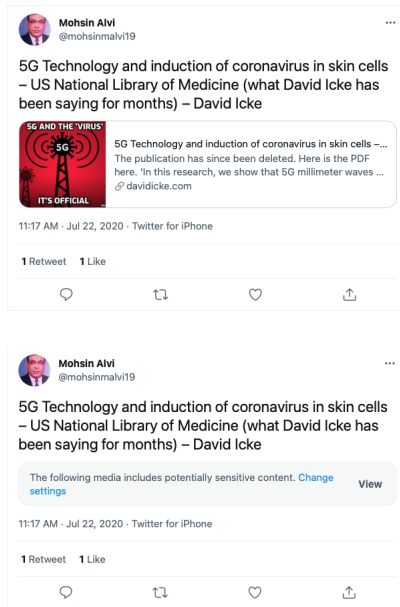 Mohsin Alvi
@mohsinmalvi19
5G Technology and induction of coronavirus in skin cells
– US National Library of Medicine (what David Icke has
been saying for months) – David Icke
5G AND THE 'VIRUS'
5G
IT'S OFFICIAL
5G Technology and induction of coronavirus in skin cells –...
The publication has since been deleted. Here is the PDF
here. 'In this research, we show that 5G millimeter waves ...
davidicke.com
11:17 AM · Jul 22, 2020 · Twitter for iPhone
1 Retweet 1 Like
Mohsin Alvi
@mohsinmalvi19
5G Technology and induction of coronavirus in skin cells
– US National Library of Medicine (what David Icke has
been saying for months) – David Icke
The following media includes potentially sensitive content. Change
settings
View
11:17 AM · Jul 22, 2020 · Twitter for iPhone
1 Retweet 1 Like